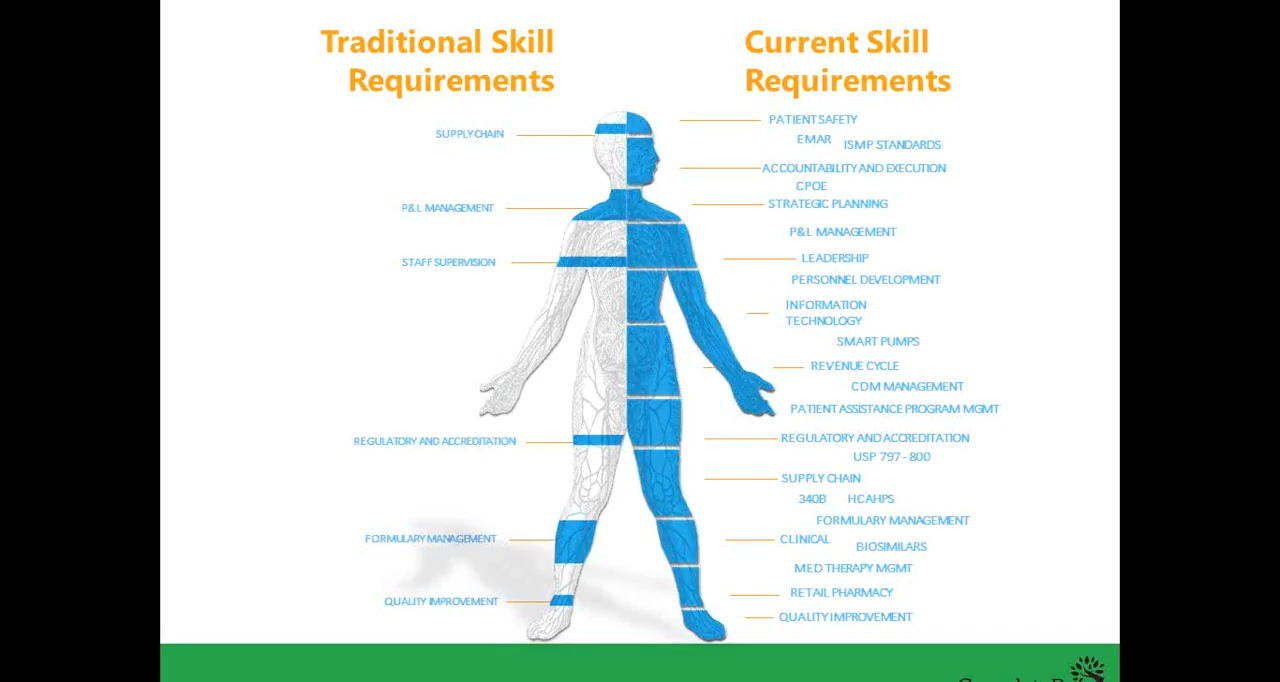 Traditional Skill
Requirements
SUPPLY CHAIN
P&L MANAGEMENT
STAFF SUPERVISION
REGULATORY AND ACCREDITATION
FORMULARY MANAGEMENT
QUALITY IMPROVEMENT
Current Skill
Requirements
PATIENT SAFETY
EMAR ISMP STANDARDS
ACCOUNTABILITY AND EXECUTION
CPOE
STRATEGIC PLANNING
P&L MANAGEMENT
LEADERSHIP
PERSONNEL DEVELOPMENT
INFORMATION
TECHNOLOGY
SMART PUMPS
REVENUE CYCLE
CDM MANAGEMENT
PATIENT ASSISTANCE PROGRAM MGMT
REGULATORY AND ACCREDITATION
USP 797 - 800
SUPPLY CHAIN
340B HCAHPS
FORMULARY MANAGEMENT
CLINICAL BIOSIMILARS
MED THERAPY MGMT
RETAIL PHARMACY
QUALITY IMPROVEMENT